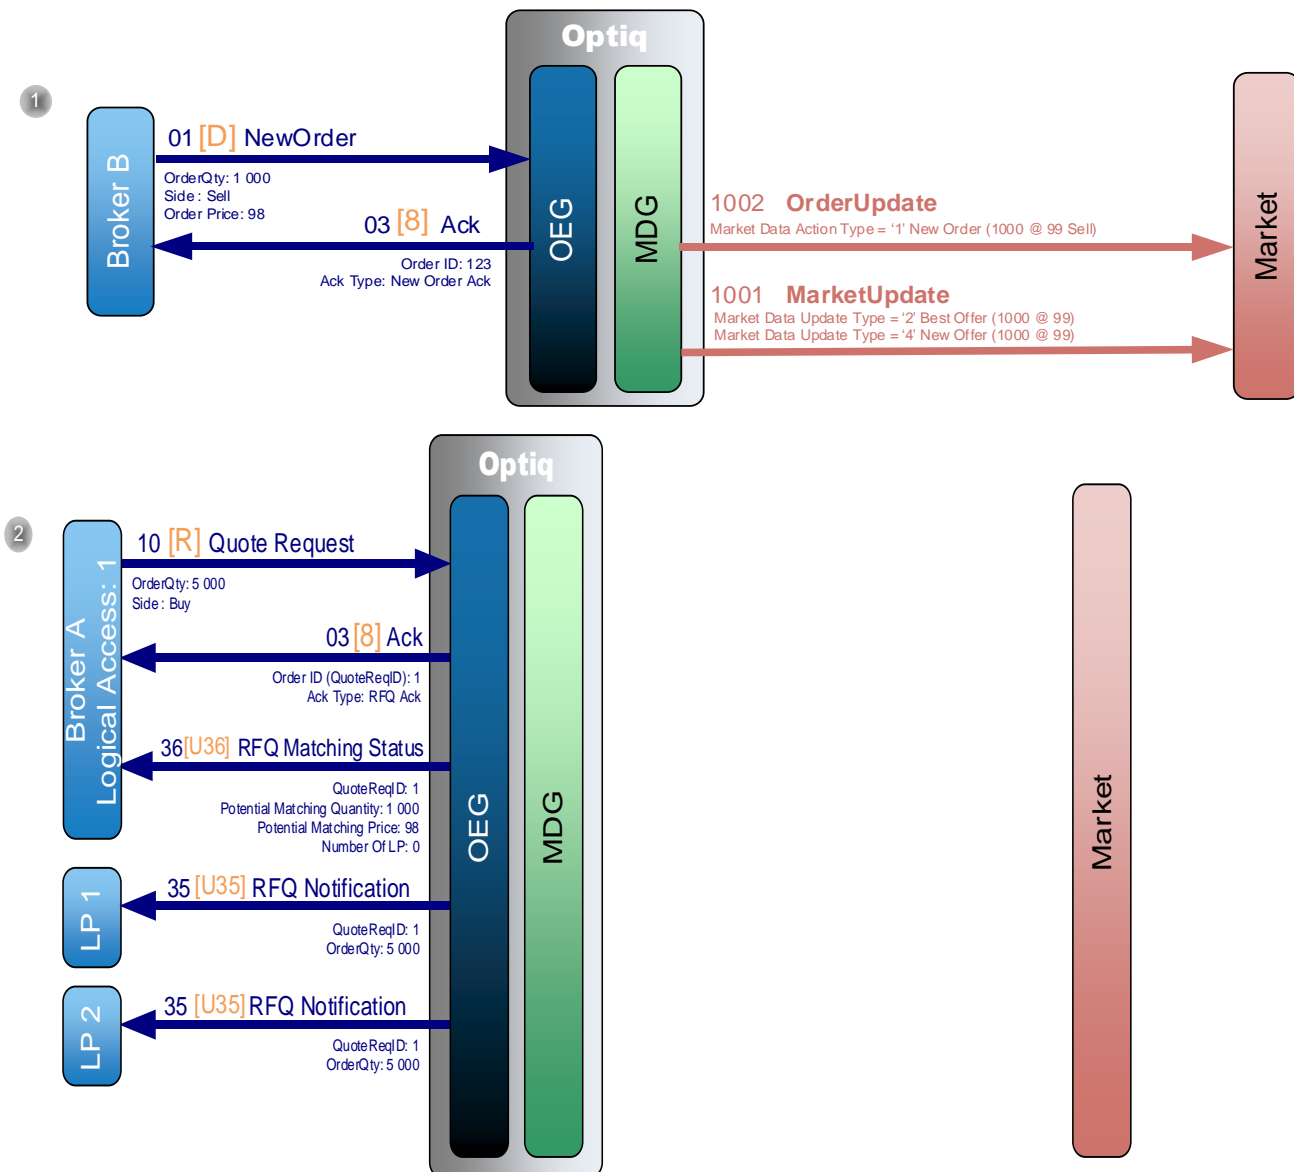 Optiq
1
Broker B
01 [D] NewOrder
OrderQty: 1 000
Side : Sell
Order Price: 98
03 [8] Ack
Order ID: 123
Ack Type: New Order Ack
OEG
MDG
1002 OrderUpdate
Market Data Action Type = ‘1’ New Order (1000 @ 99 Sell)
1001 MarketUpdate
Market Data Update Type = ‘2’ Best Offer (1000 @ 99)
Market Data Update Type = ‘4’ New Offer (1000 @ 99)
Market
Optiq
2
Broker A
Logical Access: 1
10 [R] Quote Request
OrderQty: 5 000
Side : Buy
03 [8] Ack
Order ID (QuoteReqID): 1
Ack Type: RFQ Ack
36 [U36] RFQ Matching Status
QuoteReqID: 1
Potential Matching Quantity: 1 000
Potential Matching Price: 98
Number Of LP: 0
LP 1
35 [U35] RFQ Notification
QuoteReqID: 1
OrderQty: 5 000
LP 2
35 [U35] RFQ Notification
QuoteReqID: 1
OrderQty: 5 000
OEG
MDG
Market